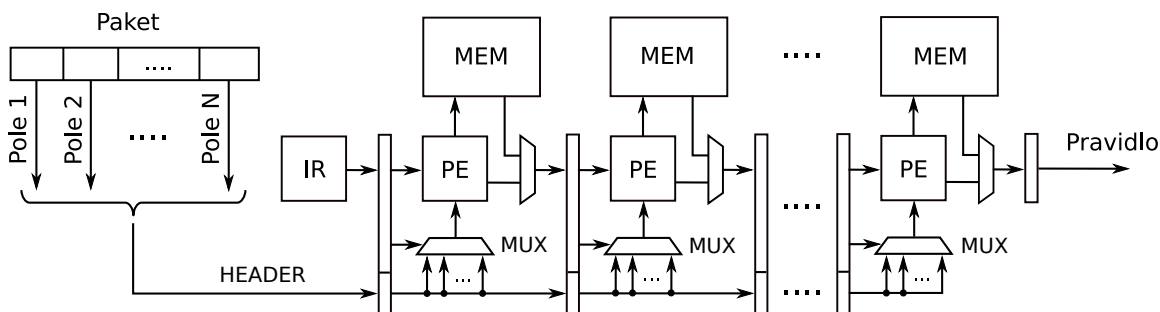 Paket
....
Pole 1
Pole 2
....
Pole N
HEADER
IR
MEM
PE
MUX
...
MEM
PE
MUX
...
....
....
....
MEM
PE
MUX
...
Pravidlo